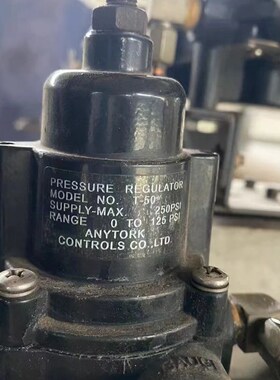 PRESSURE REGULATOR
MODEL NO. T-50
SUPPLY-MAX. 250PSI
RANGE 0 TO 125 PSI
ANYTORK
CONTROLS CO.,LTD